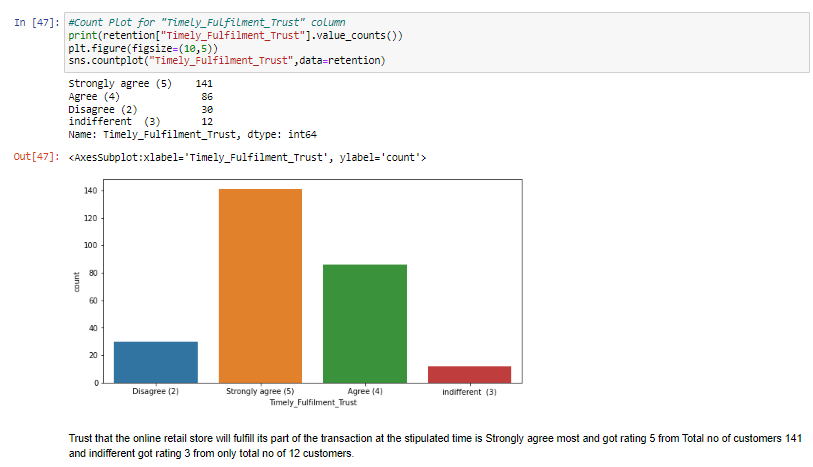 In [47]: #Count Plot for "Timely_Fulfilment_Trust" column
print(retention["Timely_Fulfilment_Trust"].value_counts())
plt.figure(figsize=(10,5))
sns.countplot("Timely_Fulfilment_Trust",data=retention)
Strongly agree (5)    141
Agree (4)              86
Disagree (2)           30
indifferent  (3)       12
Name: Timely_Fulfilment_Trust, dtype: int64
Out[47]: <AxesSubplot:xlabel='Timely_Fulfilment_Trust', ylabel='count'>
140
120
100
80
60
40
20
0
count
Disagree (2) Strongly agree (5) Agree (4) indifferent (3)
Timely_Fulfilment_Trust
Trust that the online retail store will fulfill its part of the transaction at the stipulated time is Strongly agree most and got rating 5 from Total no of customers 141
and indifferent got rating 3 from only total no of 12 customers.